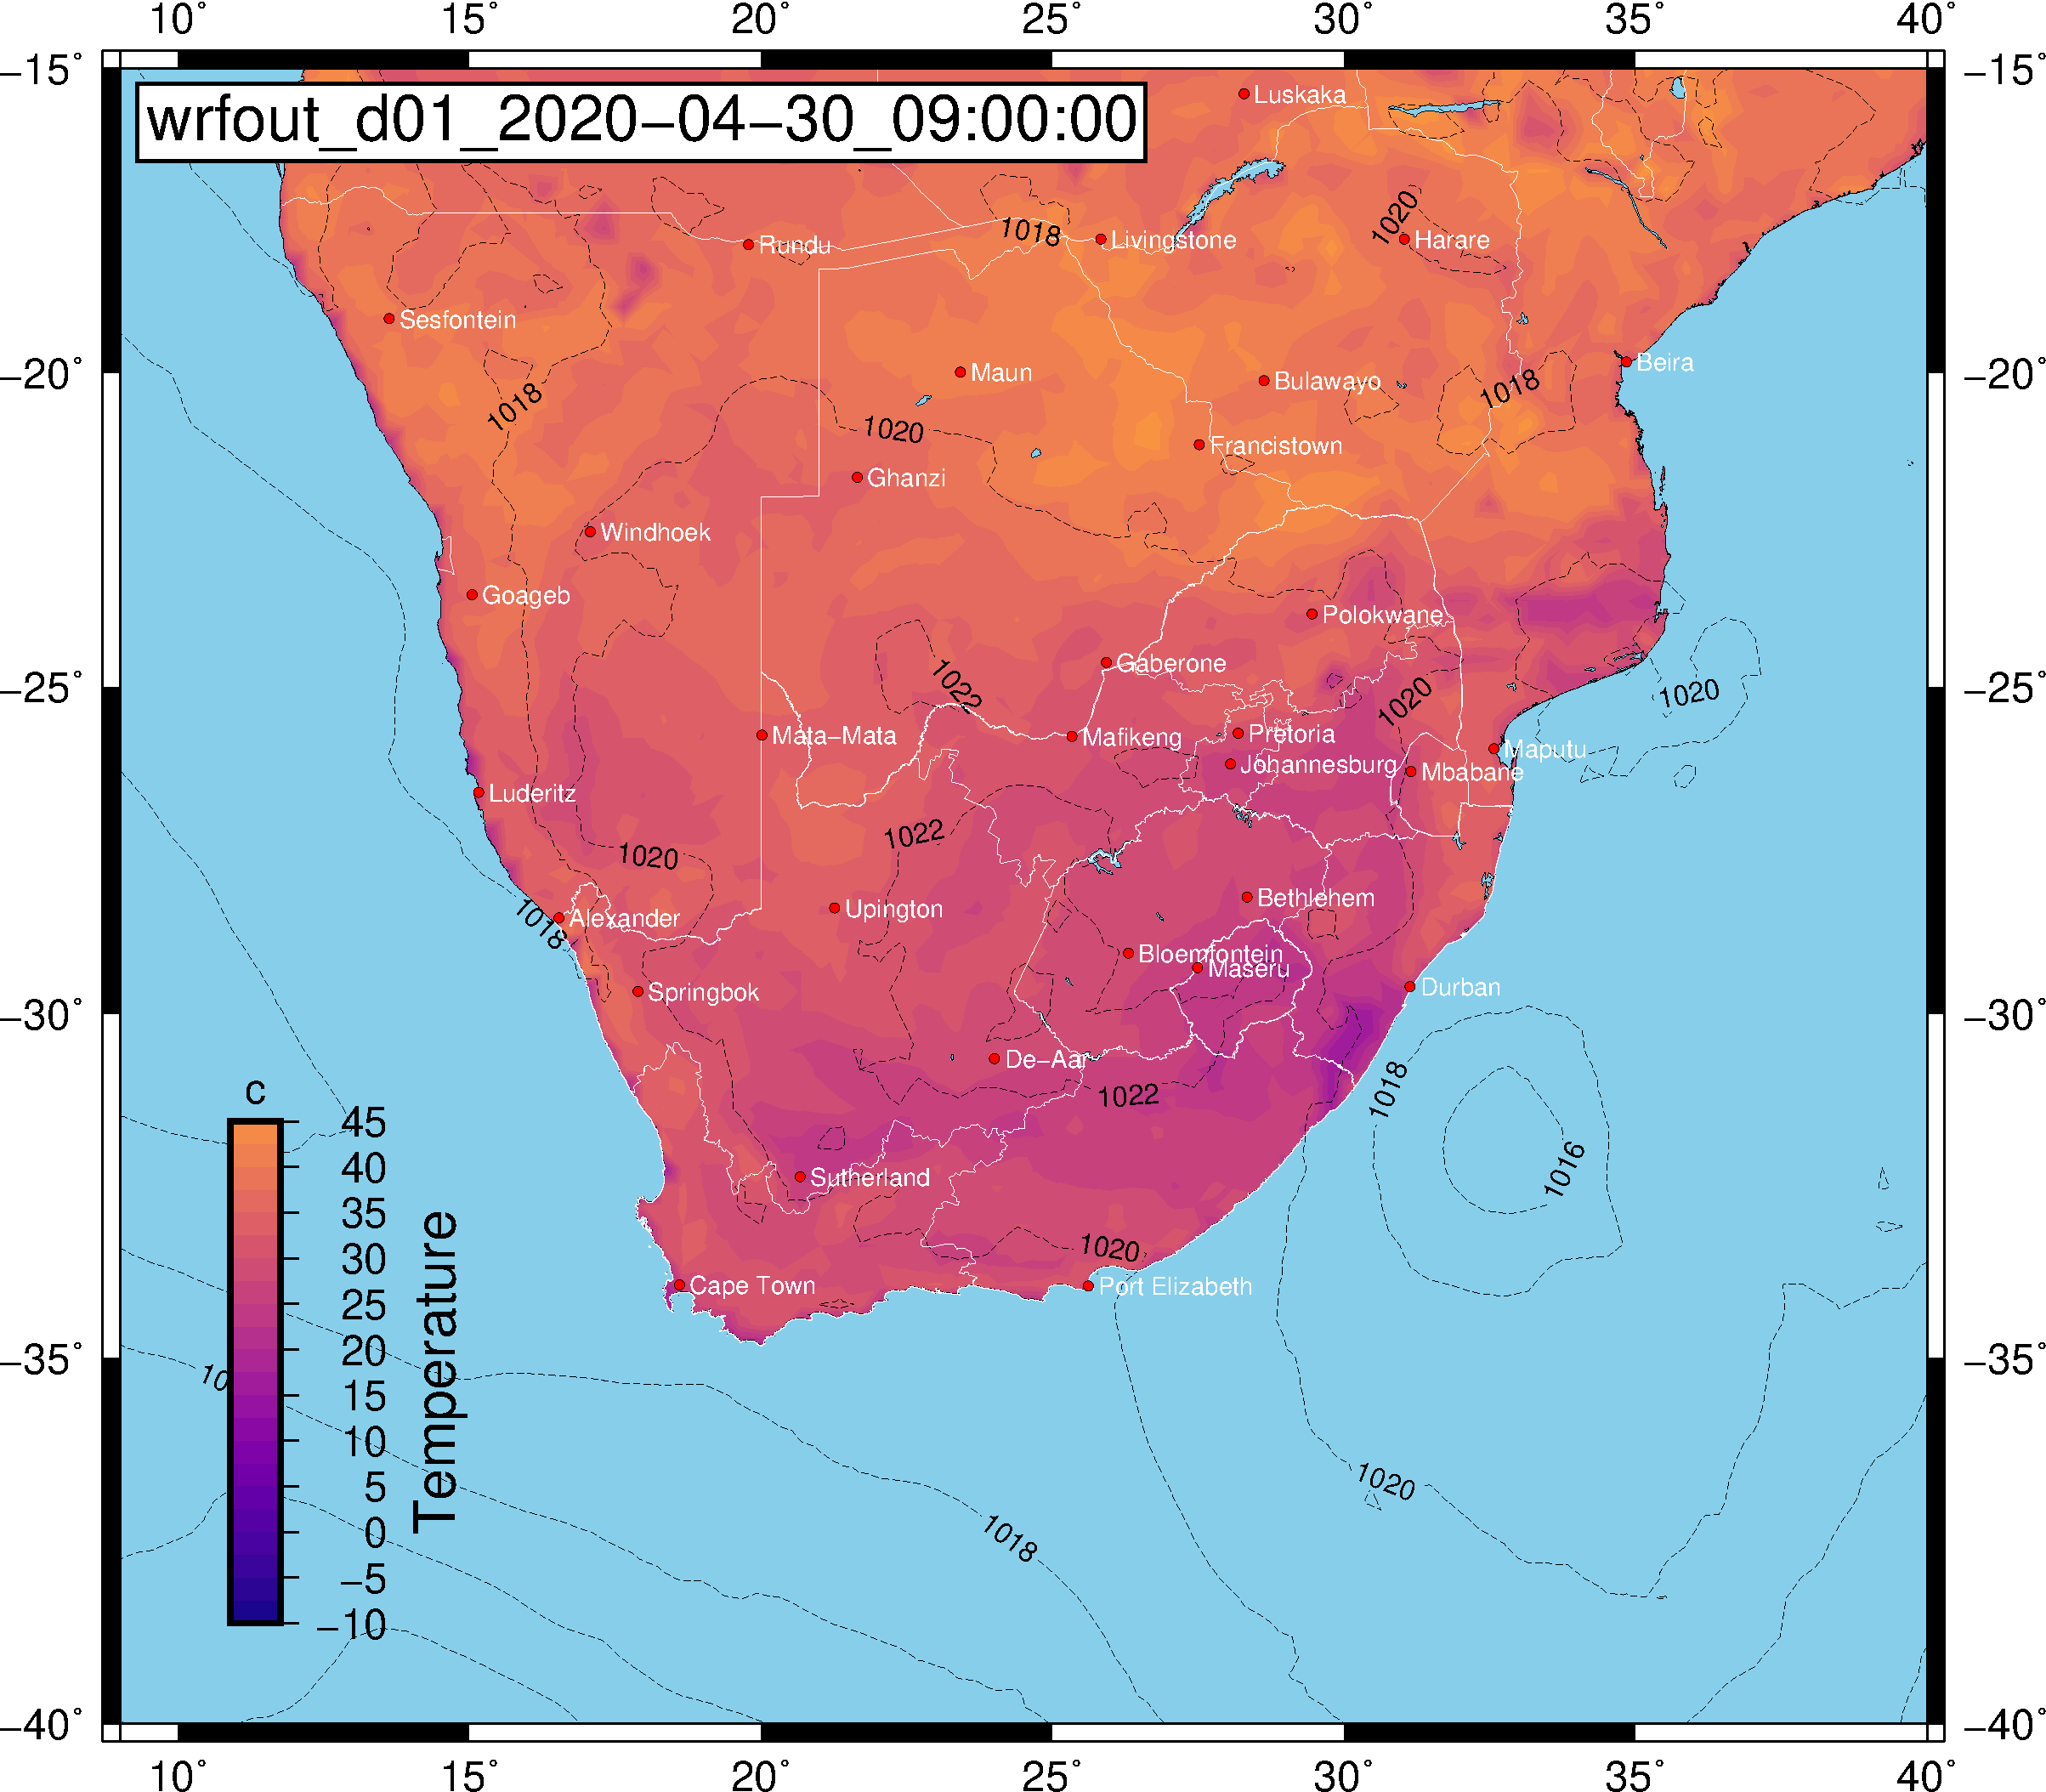 10° 15° 20° 25° 30° 35° 40°
−15° −15°
wrfout_d01_2020−04−30_09:00:00
Luskaka
1020
1018
Rundu
Livingstone
Harare
Sesfontein
Maun
Beira
−20° −20°
Bulawayo
1018
1018
1020
Francistown
Ghanzi
Windhoek
Goageb
Polokwane
Gaberone
1022
−25° −25°
1020
1020
Mata−Mata
Mafikeng
Pretoria
Maputu
Johannesburg
Mbabane
Luderitz
1022
1020
Bethlehem
Upington
Alexander
1018
Bloemfontein
Maseru
Springbok
Durban
−30° −30°
De−Aar
1022
1018
1016
c
45
40
35
30
25
20
15
10
5
0
−5
−10
Temperature
Sutherland
1020
Cape Town
Port Elizabeth
−35° −35°
10
1020
1018
−40° −40°
10° 15° 20° 25° 30° 35° 40°